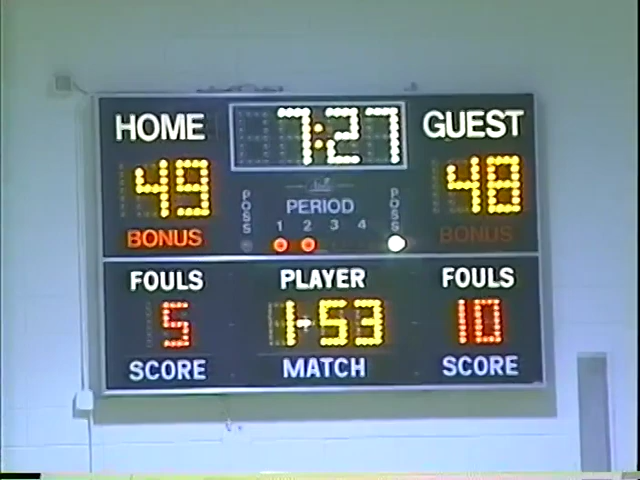 HOME 7:27 GUEST
49 48
POSS PERIOD POSS
1 2 3 4
BONUS BONUS
FOULS PLAYER FOULS
5 1-53 10
SCORE MATCH SCORE